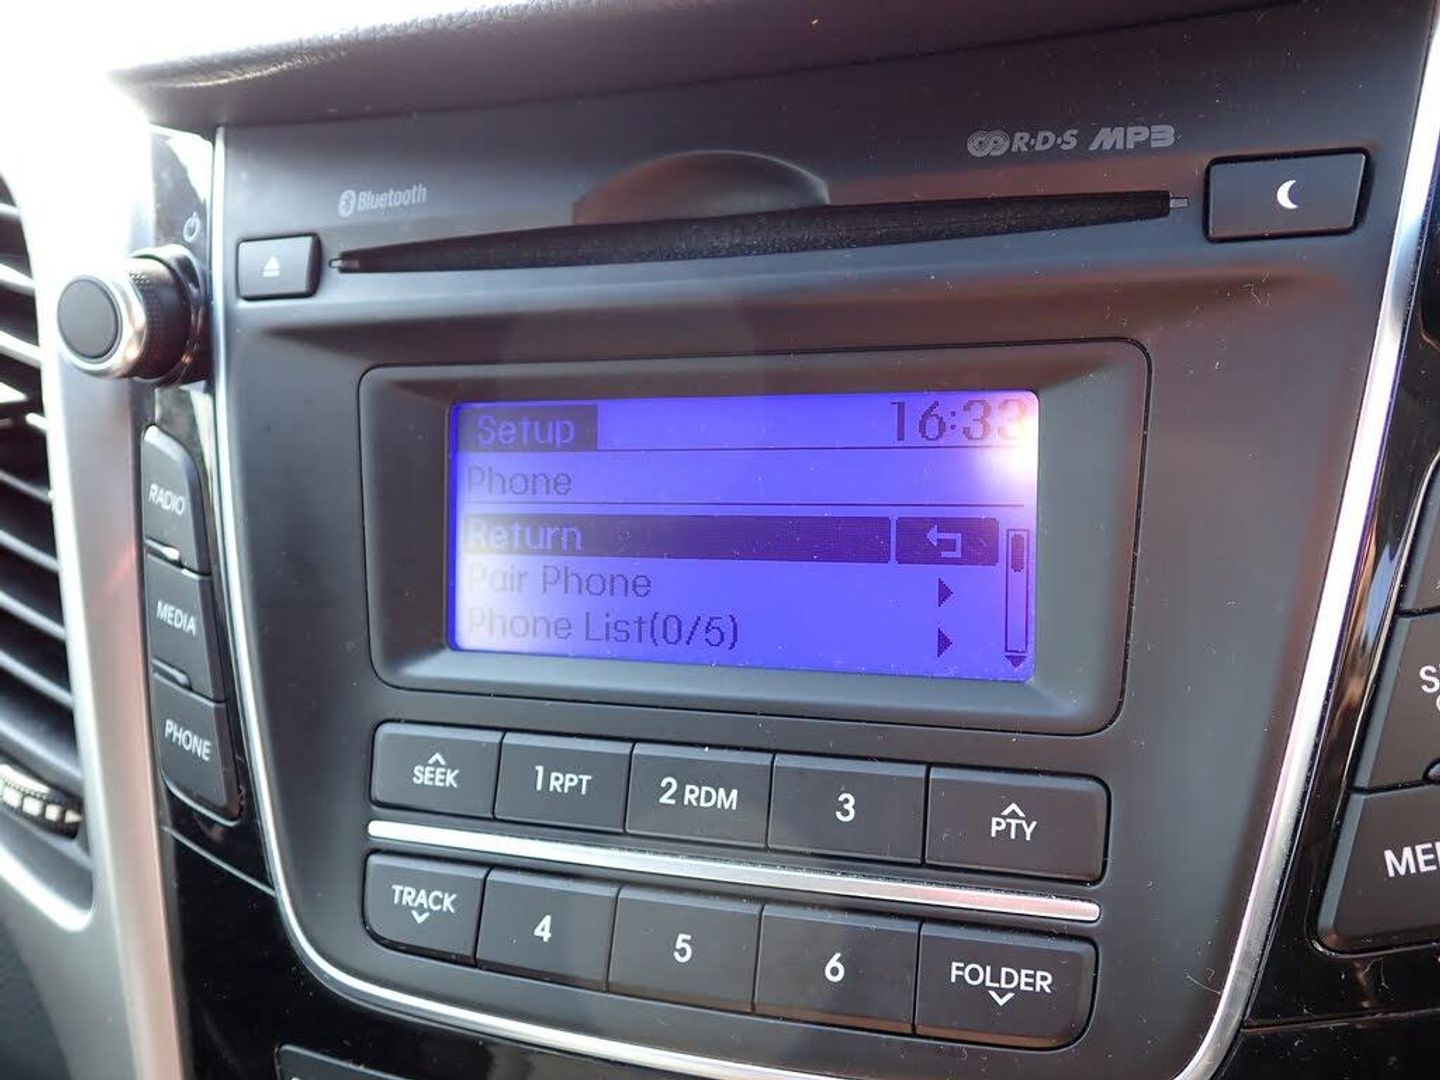 Bluetooth
R·D·S MP3
Setup 16:33
Phone
Return
Pair Phone
Phone List(0/5)
RADIO
MEDIA
PHONE
SEEK 1 RPT 2 RDM 3 PTY
TRACK 4 5 6 FOLDER